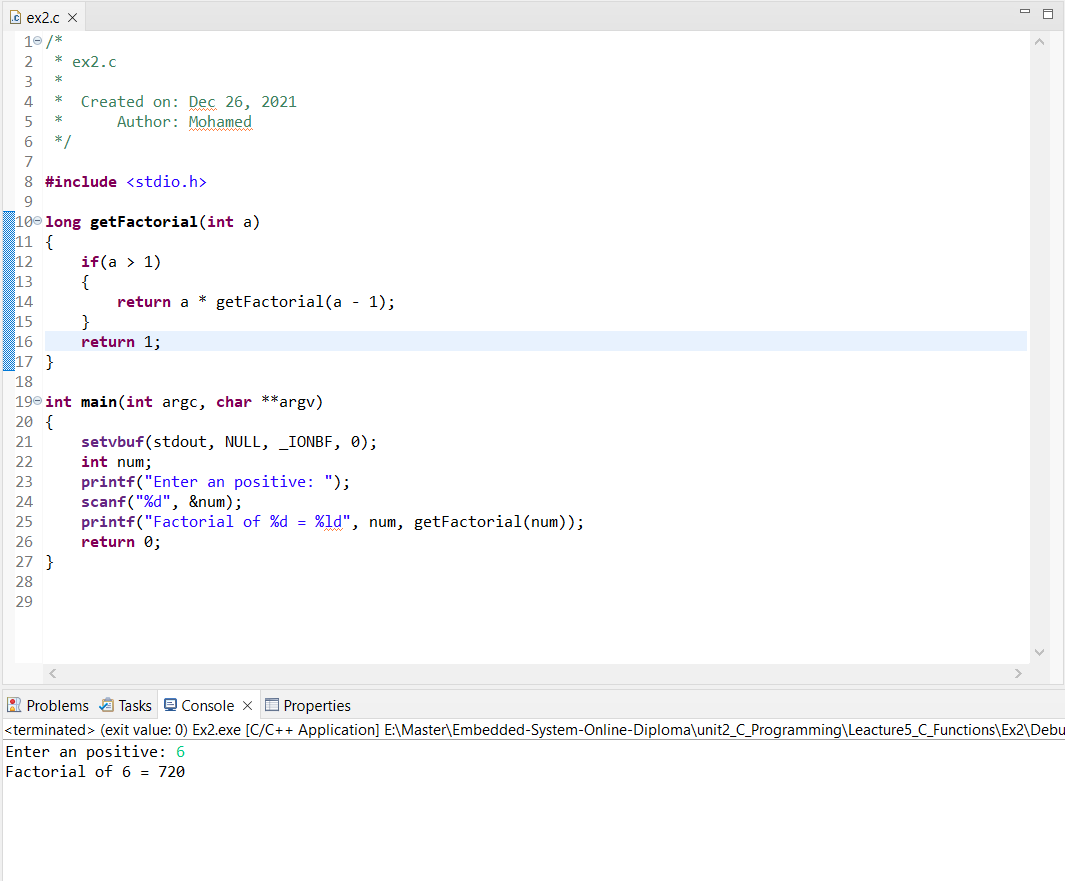 ex2.c
1 /*
2  * ex2.c
3  *
4  *  Created on: Dec 26, 2021
5  *      Author: Mohamed
6  */
7
8 #include <stdio.h>
9
10 long getFactorial(int a)
11 {
12     if(a > 1)
13     {
14         return a * getFactorial(a - 1);
15     }
16     return 1;
17 }
18
19 int main(int argc, char **argv)
20 {
21     setvbuf(stdout, NULL, _IONBF, 0);
22     int num;
23     printf("Enter an positive: ");
24     scanf("%d", &num);
25     printf("Factorial of %d = %ld", num, getFactorial(num));
26     return 0;
27 }
28
29
Problems Tasks Console Properties
<terminated> (exit value: 0) Ex2.exe [C/C++ Application] E:\Master\Embedded-System-Online-Diploma\unit2_C_Programming\Leacture5_C_Functions\Ex2\Debu
Enter an positive: 6
Factorial of 6 = 720